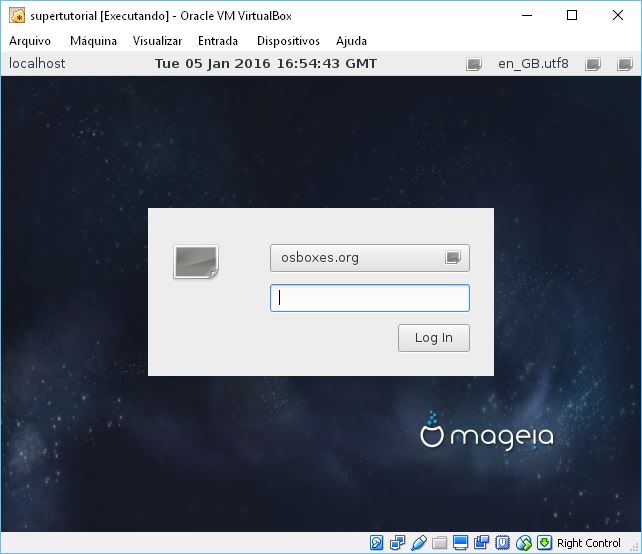 supertutorial [Executando] - Oracle VM VirtualBox
Arquivo Máquina Visualizar Entrada Dispositivos Ajuda
localhost Tue 05 Jan 2016 16:54:43 GMT en_GB.utf8
osboxes.org
Log In
mageia
Right Control